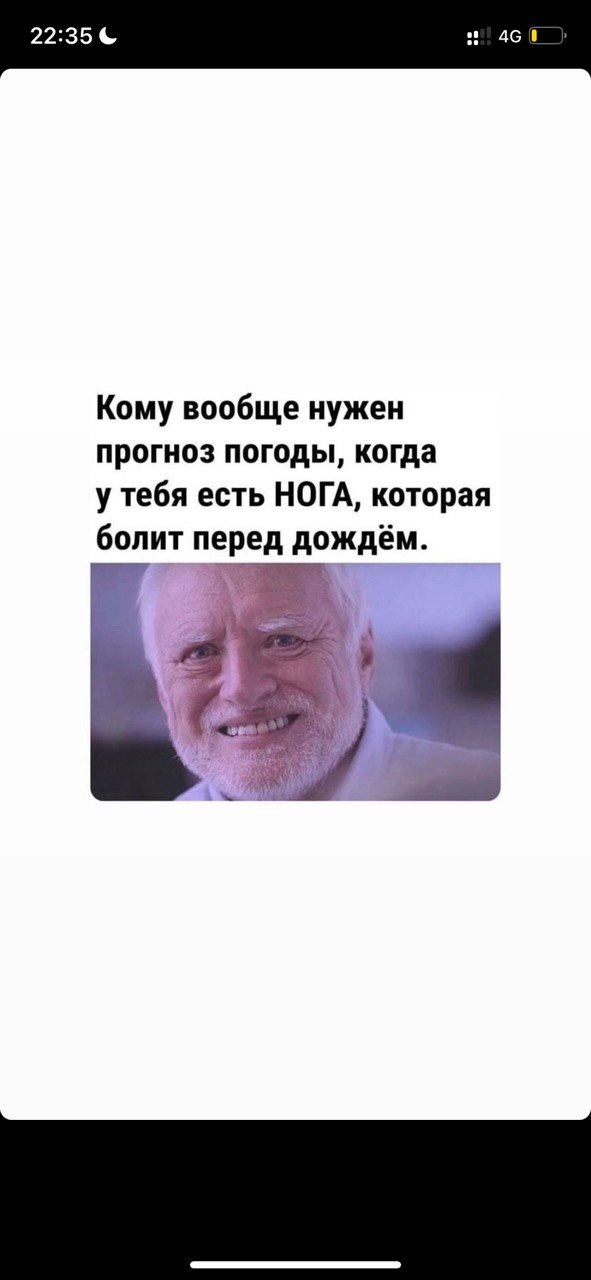 22:35
4G
Кому вообще нужен
прогноз погоды, когда
у тебя есть НОГА, которая
болит перед дождём.